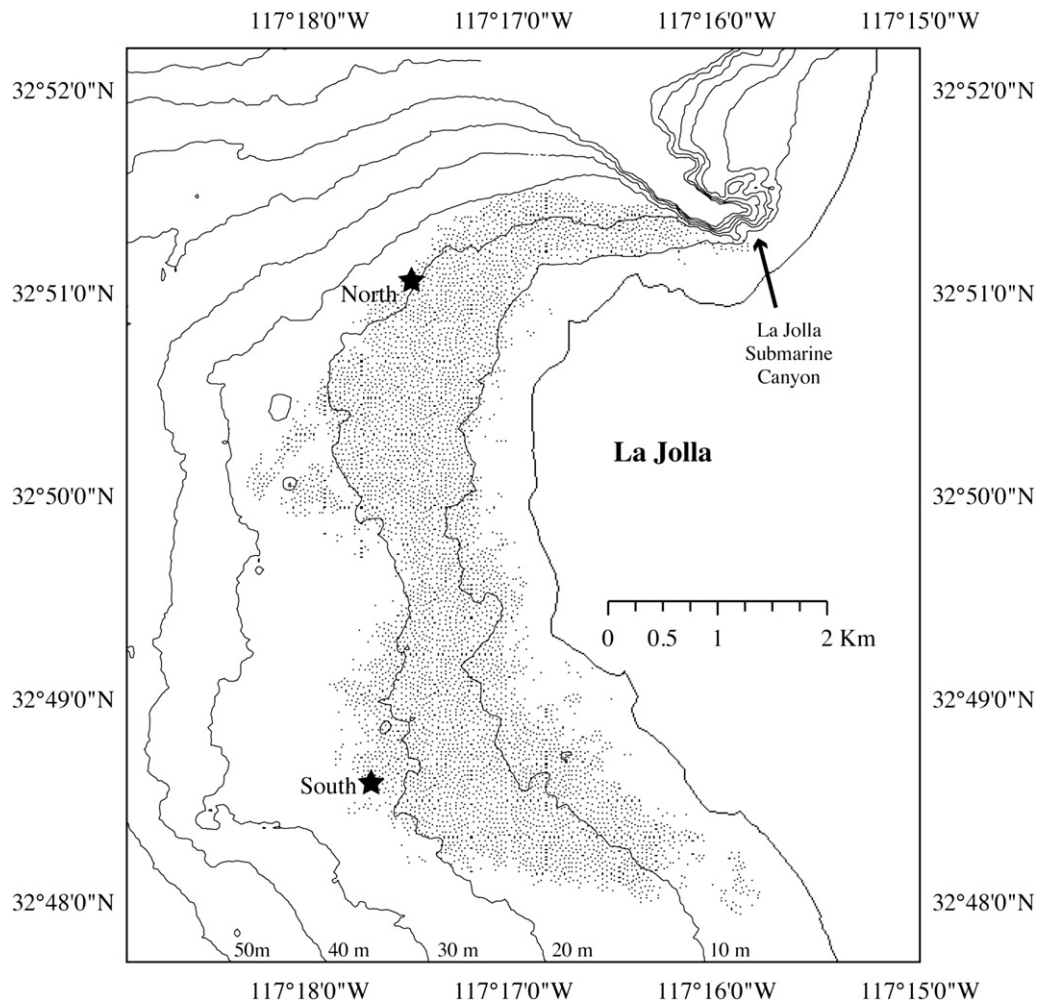 117°18'0"W 117°17'0"W 117°16'0"W 117°15'0"W
32°52'0"N 32°52'0"N
32°51'0"N 32°51'0"N
North
La Jolla
Submarine
Canyon
La Jolla
32°50'0"N 32°50'0"N
0 0.5 1 2 Km
32°49'0"N 32°49'0"N
South
32°48'0"N 32°48'0"N
50m 40 m 30 m 20 m 10 m
117°18'0"W 117°17'0"W 117°16'0"W 117°15'0"W